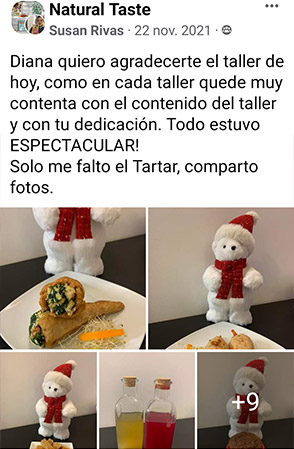 Natural Taste
Susan Rivas · 22 nov. 2021 ·
Diana quiero agradecerte el taller de
hoy, como en cada taller quede muy
contenta con el contenido del taller
y con tu dedicación. Todo estuvo
ESPECTACULAR!
Solo me falto el Tartar, comparto
fotos.
+9